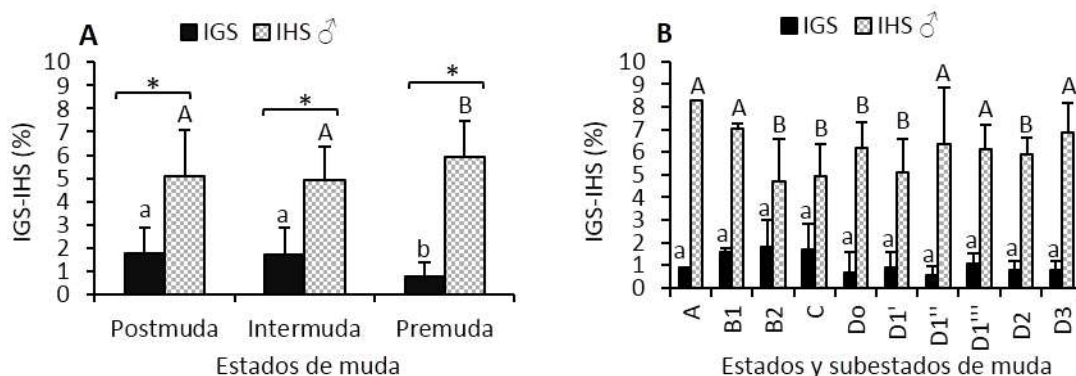 A
IGS IHS ♂
10
9
8
7
6
5
4
3
2
1
0
IGS-IHS (%)
* * *
a A a A b B
Postmuda Intermuda Premuda
Estados de muda
B
IGS IHS ♂
10
9
8
7
6
5
4
3
2
1
0
IGS-IHS (%)
a A a A a B a B a B a B a A a A a B a A
A B1 B2 C Do D1' D1'' D1''' D2 D3
Estados y subestados de muda